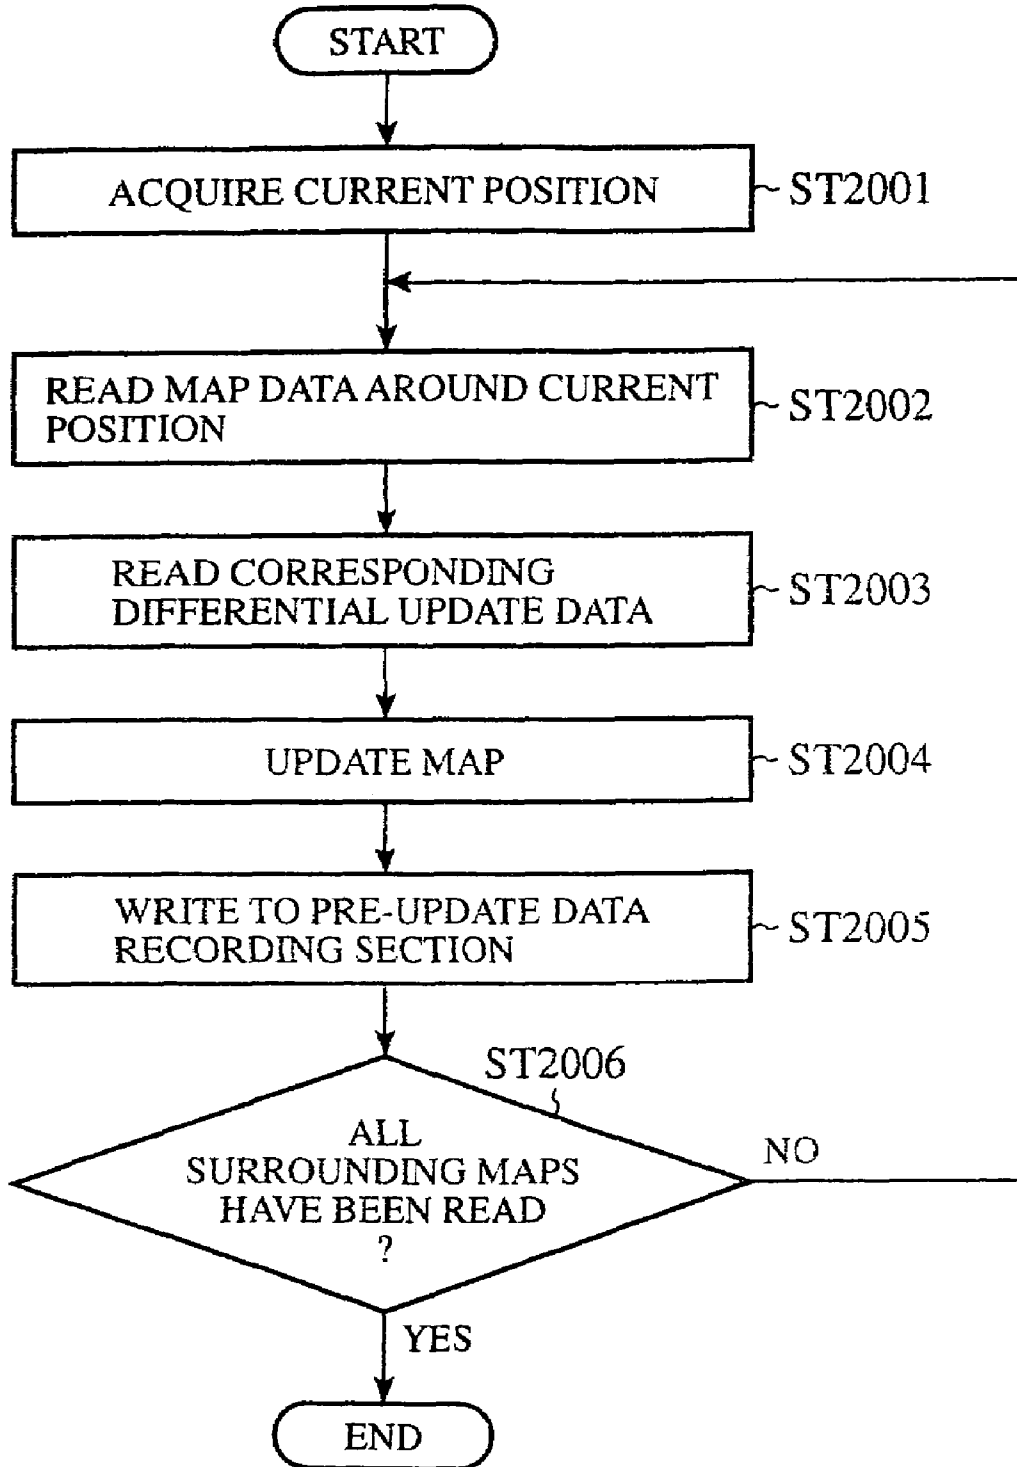 START
ACQUIRE CURRENT POSITION
ST2001
READ MAP DATA AROUND CURRENT
POSITION
ST2002
READ CORRESPONDING
DIFFERENTIAL UPDATE DATA
ST2003
UPDATE MAP
ST2004
WRITE TO PRE-UPDATE DATA
RECORDING SECTION
ST2005
ST2006
ALL
SURROUNDING MAPS
HAVE BEEN READ
?
NO
YES
END